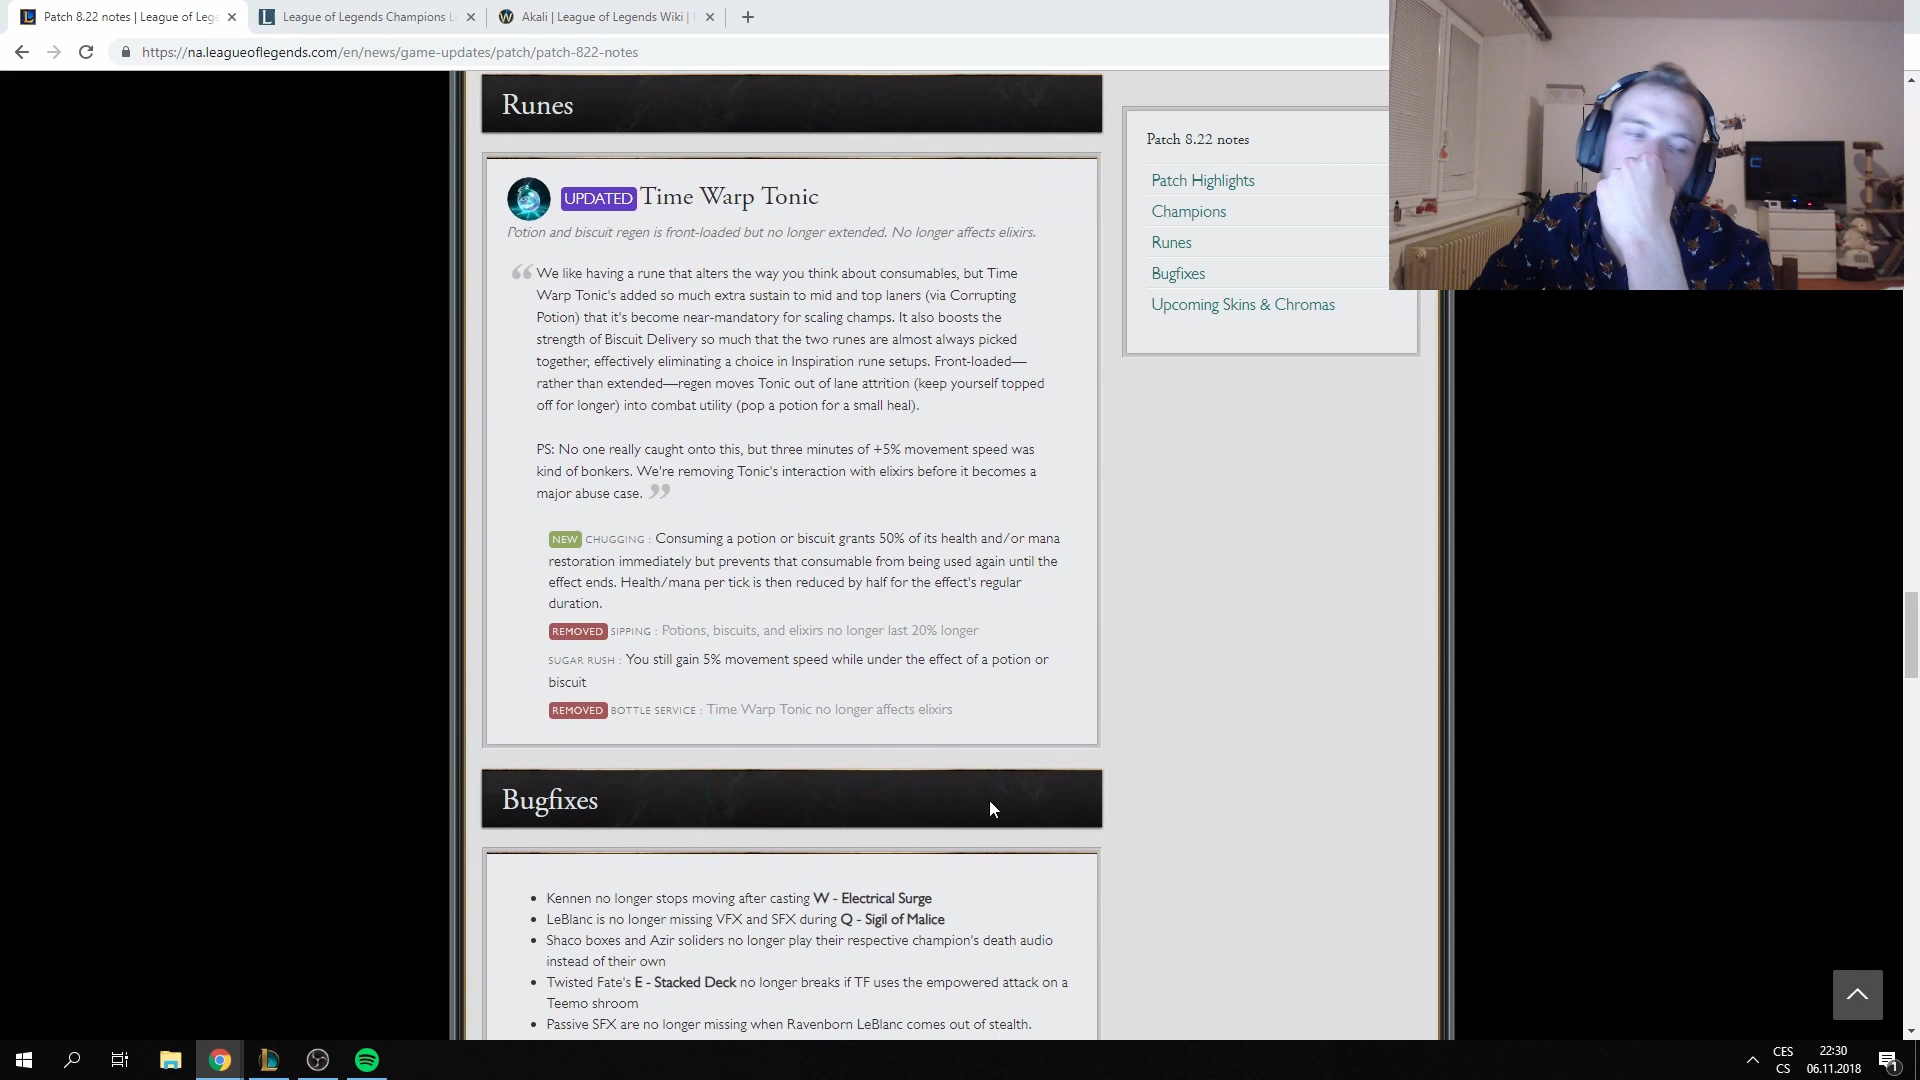 Patch 8.22 notes | League of Lege
League of Legends Champions Li
Akali | League of Legends Wiki |
https://na.leagueoflegends.com/en/news/game-updates/patch/patch-822-notes
Runes
UPDATED Time Warp Tonic
Potion and biscuit regen is front-loaded but no longer extended. No longer affects elixirs.
“ We like having a rune that alters the way you think about consumables, but Time
Warp Tonic's added so much extra sustain to mid and top laners (via Corrupting
Potion) that it's become near-mandatory for scaling champs. It also boosts the
strength of Biscuit Delivery so much that the two runes are almost always picked
together, effectively eliminating a choice in Inspiration rune setups. Front-loaded—
rather than extended—regen moves Tonic out of lane attrition (keep yourself topped
off for longer) into combat utility (pop a potion for a small heal).
PS: No one really caught onto this, but three minutes of +5% movement speed was
kind of bonkers. We're removing Tonic's interaction with elixirs before it becomes a
major abuse case. ”
NEW CHUGGING : Consuming a potion or biscuit grants 50% of its health and/or mana
restoration immediately but prevents that consumable from being used again until the
effect ends. Health/mana per tick is then reduced by half for the effect's regular
duration.
REMOVED SIPPING : Potions, biscuits, and elixirs no longer last 20% longer
SUGAR RUSH : You still gain 5% movement speed while under the effect of a potion or
biscuit
REMOVED BOTTLE SERVICE : Time Warp Tonic no longer affects elixirs
Bugfixes
• Kennen no longer stops moving after casting W - Electrical Surge
• LeBlanc is no longer missing VFX and SFX during Q - Sigil of Malice
• Shaco boxes and Azir soliders no longer play their respective champion's death audio
instead of their own
• Twisted Fate's E - Stacked Deck no longer breaks if TF uses the empowered attack on a
Teemo shroom
• Passive SFX are no longer missing when Ravenborn LeBlanc comes out of stealth.
Patch 8.22 notes
Patch Highlights
Champions
Runes
Bugfixes
Upcoming Skins & Chromas
CES
CS
22:30
06.11.2018
1